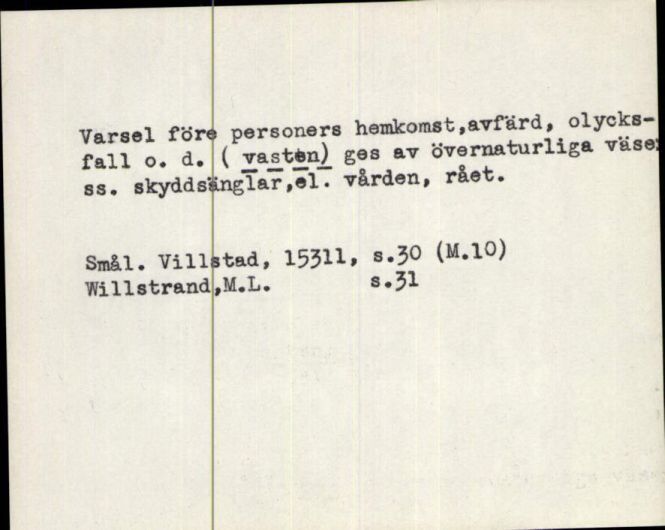 Varsel före personers hemkomst,avfärd, olycks-
fall o. d. ( vasten) ges av övernaturliga väse
ss. skyddsänglar,el. vården, rået.
Smål. Villstad, 15311, s.30 (M.10)
Willstrand,M.L. s.31